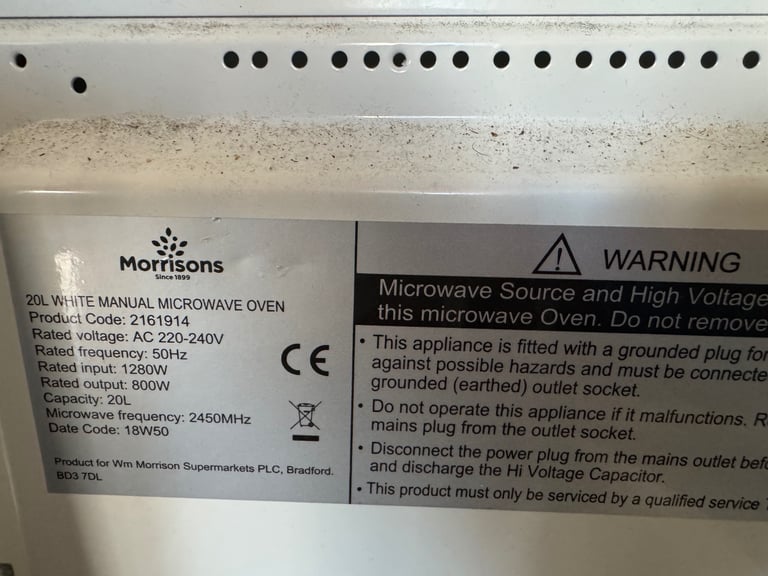 Morrisons
Since 1899
20L WHITE MANUAL MICROWAVE OVEN
Product Code: 2161914
Rated voltage: AC 220-240V
Rated frequency: 50Hz
Rated input: 1280W
Rated output: 800W
Capacity: 20L
Microwave frequency: 2450MHz
Date Code: 18W50
CE
Product for Wm Morrison Supermarkets PLC, Bradford.
BD3 7DL
WARNING
Microwave Source and High Voltage
this microwave Oven. Do not remove
• This appliance is fitted with a grounded plug for
against possible hazards and must be connecte
grounded (earthed) outlet socket.
• Do not operate this appliance if it malfunctions. R
mains plug from the outlet socket.
• Disconnect the power plug from the mains outlet bef
and discharge the Hi Voltage Capacitor.
• This product must only be serviced by a qualified service